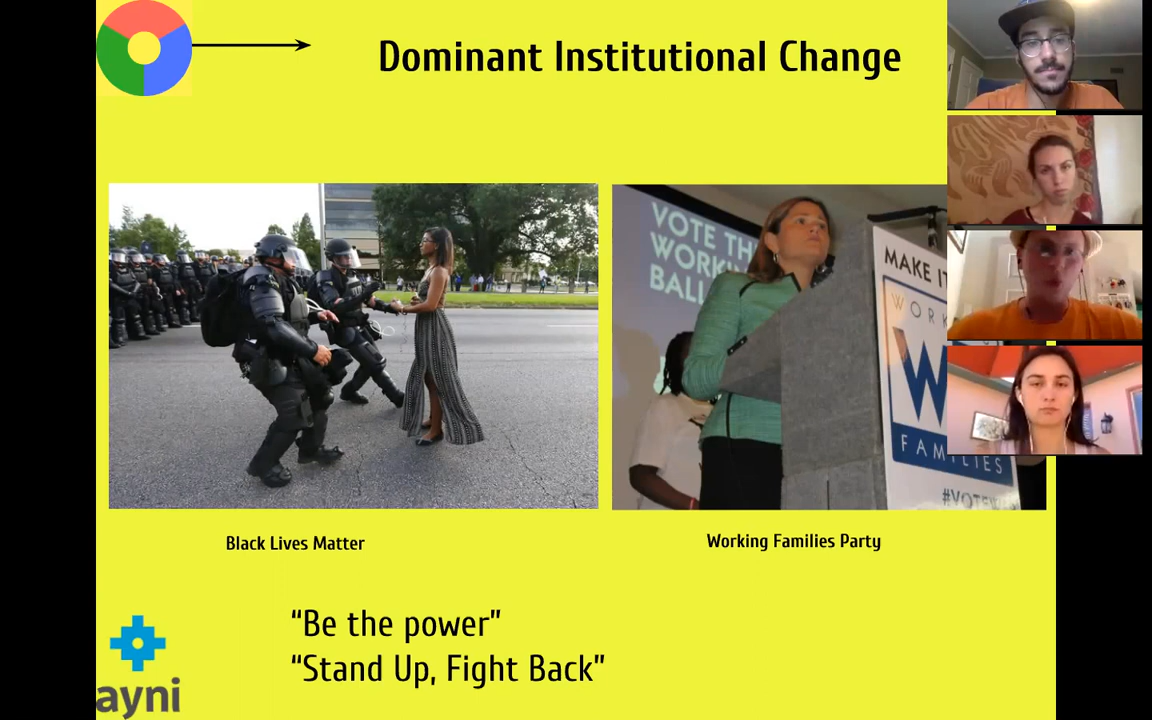 Dominant Institutional Change
VOTE TH
WORK
BALL
MAKE IT
WORK
W
FAMILIES
#VOTEW
Black Lives Matter
Working Families Party
“Be the power”
“Stand Up, Fight Back”
ayni